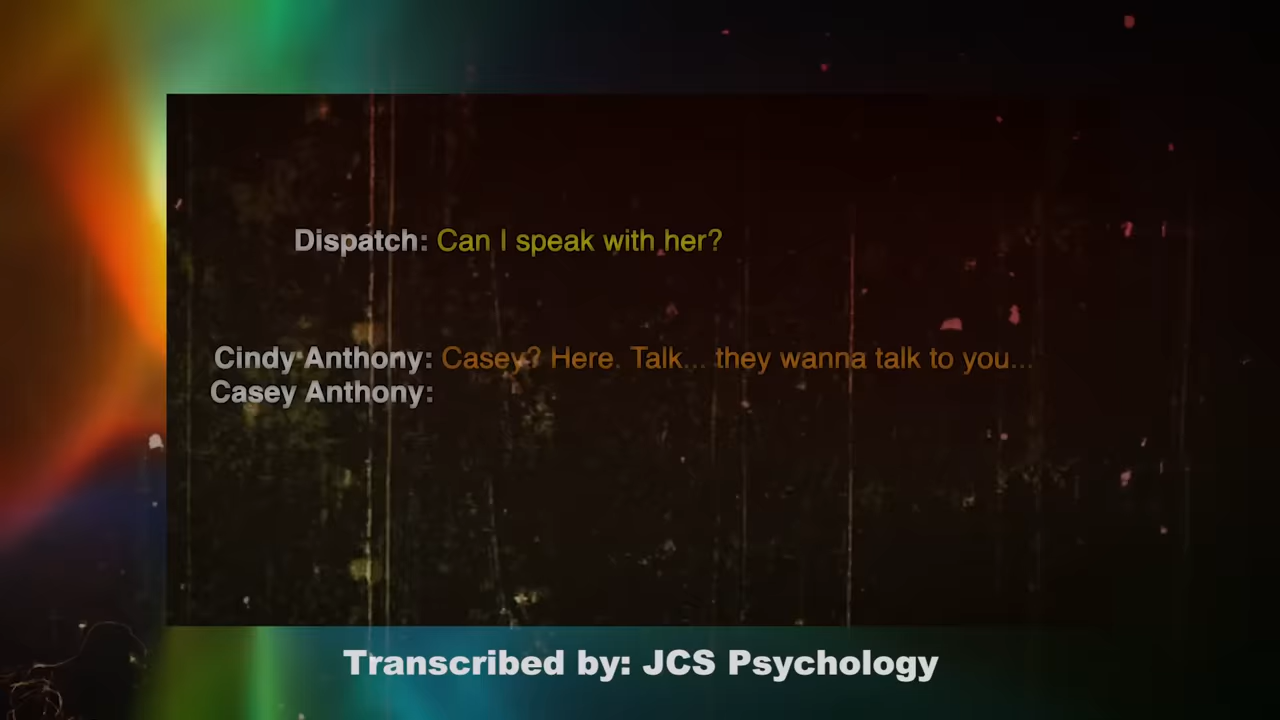 Dispatch: Can I speak with her?
Cindy Anthony: Casey? Here. Talk... they wanna talk to you...
Casey Anthony:
Transcribed by: JCS Psychology